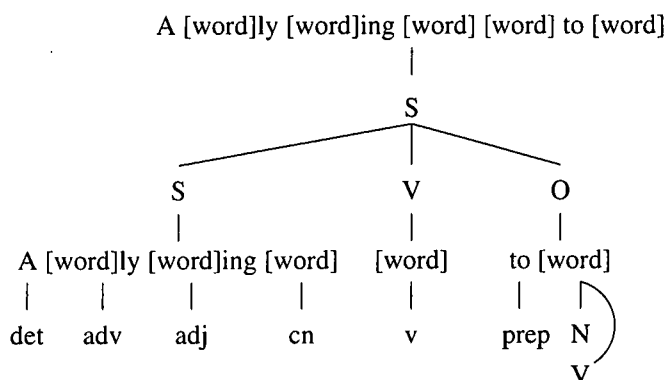 A [word]ly [word]ing [word] [word] to [word]
S
S V O
A [word]ly [word]ing [word] [word] to [word]
det adv adj cn v prep N
V